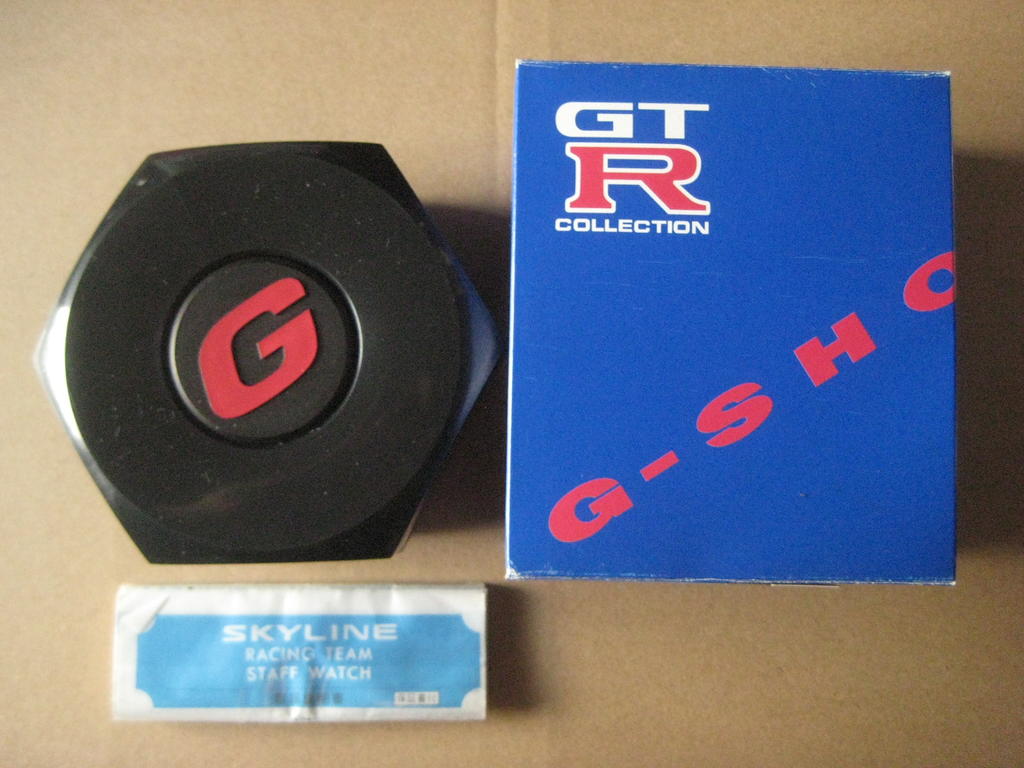 G
GT
R
COLLECTION
G-SHO
SKYLINE
RACING TEAM
STAFF WATCH